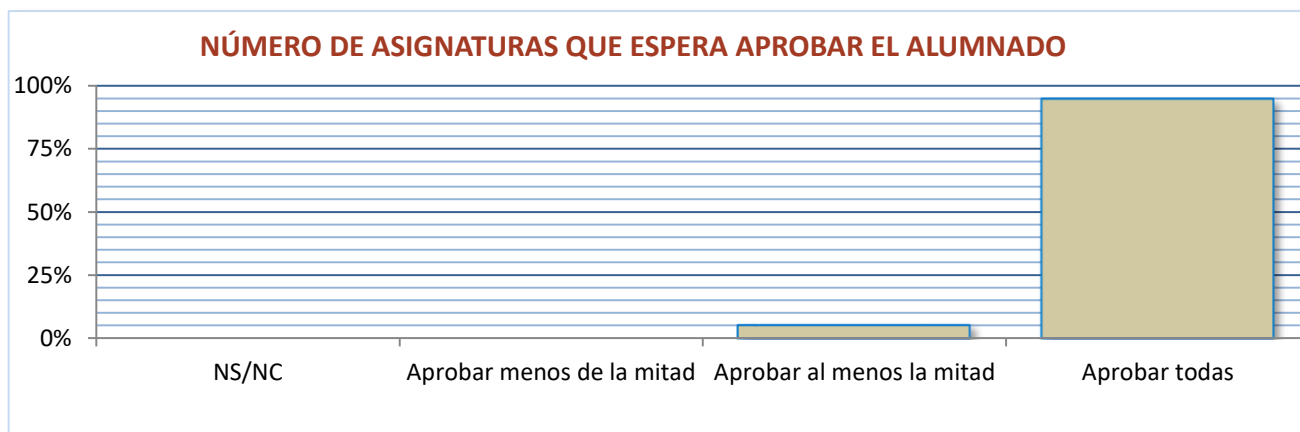 NÚMERO DE ASIGNATURAS QUE ESPERA APROBAR EL ALUMNADO
100%
75%
50%
25%
0%
NS/NC Aprobar menos de la mitad Aprobar al menos la mitad Aprobar todas